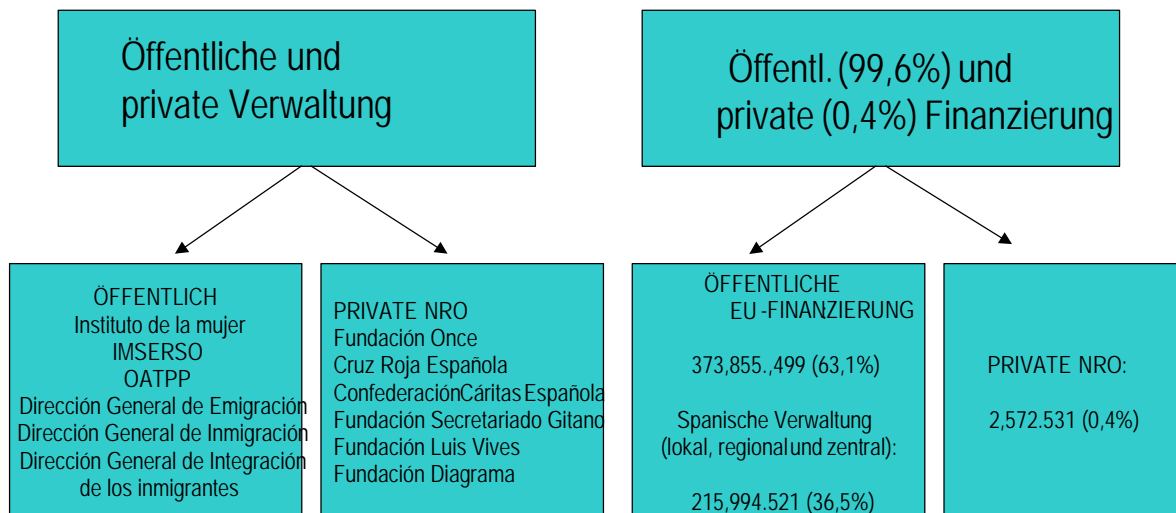 Öffentliche und
private Verwaltung
Öffentl. (99,6%) und
private (0,4%) Finanzierung
ÖFFENTLICH
Instituto de la mujer
IMSERSO
OATPP
Dirección General de Emigración
Dirección General de Inmigración
Dirección General de Integración
de los inmigrantes
PRIVATE NRO
Fundación Once
Cruz Roja Española
Confederación Cáritas Española
Fundación Secretariado Gitano
Fundación Luis Vives
Fundación Diagrama
ÖFFENTLICHE
EU-FINANZIERUNG
373,855.,499 (63,1%)
Spanische Verwaltung
(lokal, regional und zentral):
215,994.521 (36,5%)
PRIVATE NRO:
2,572.531 (0,4%)